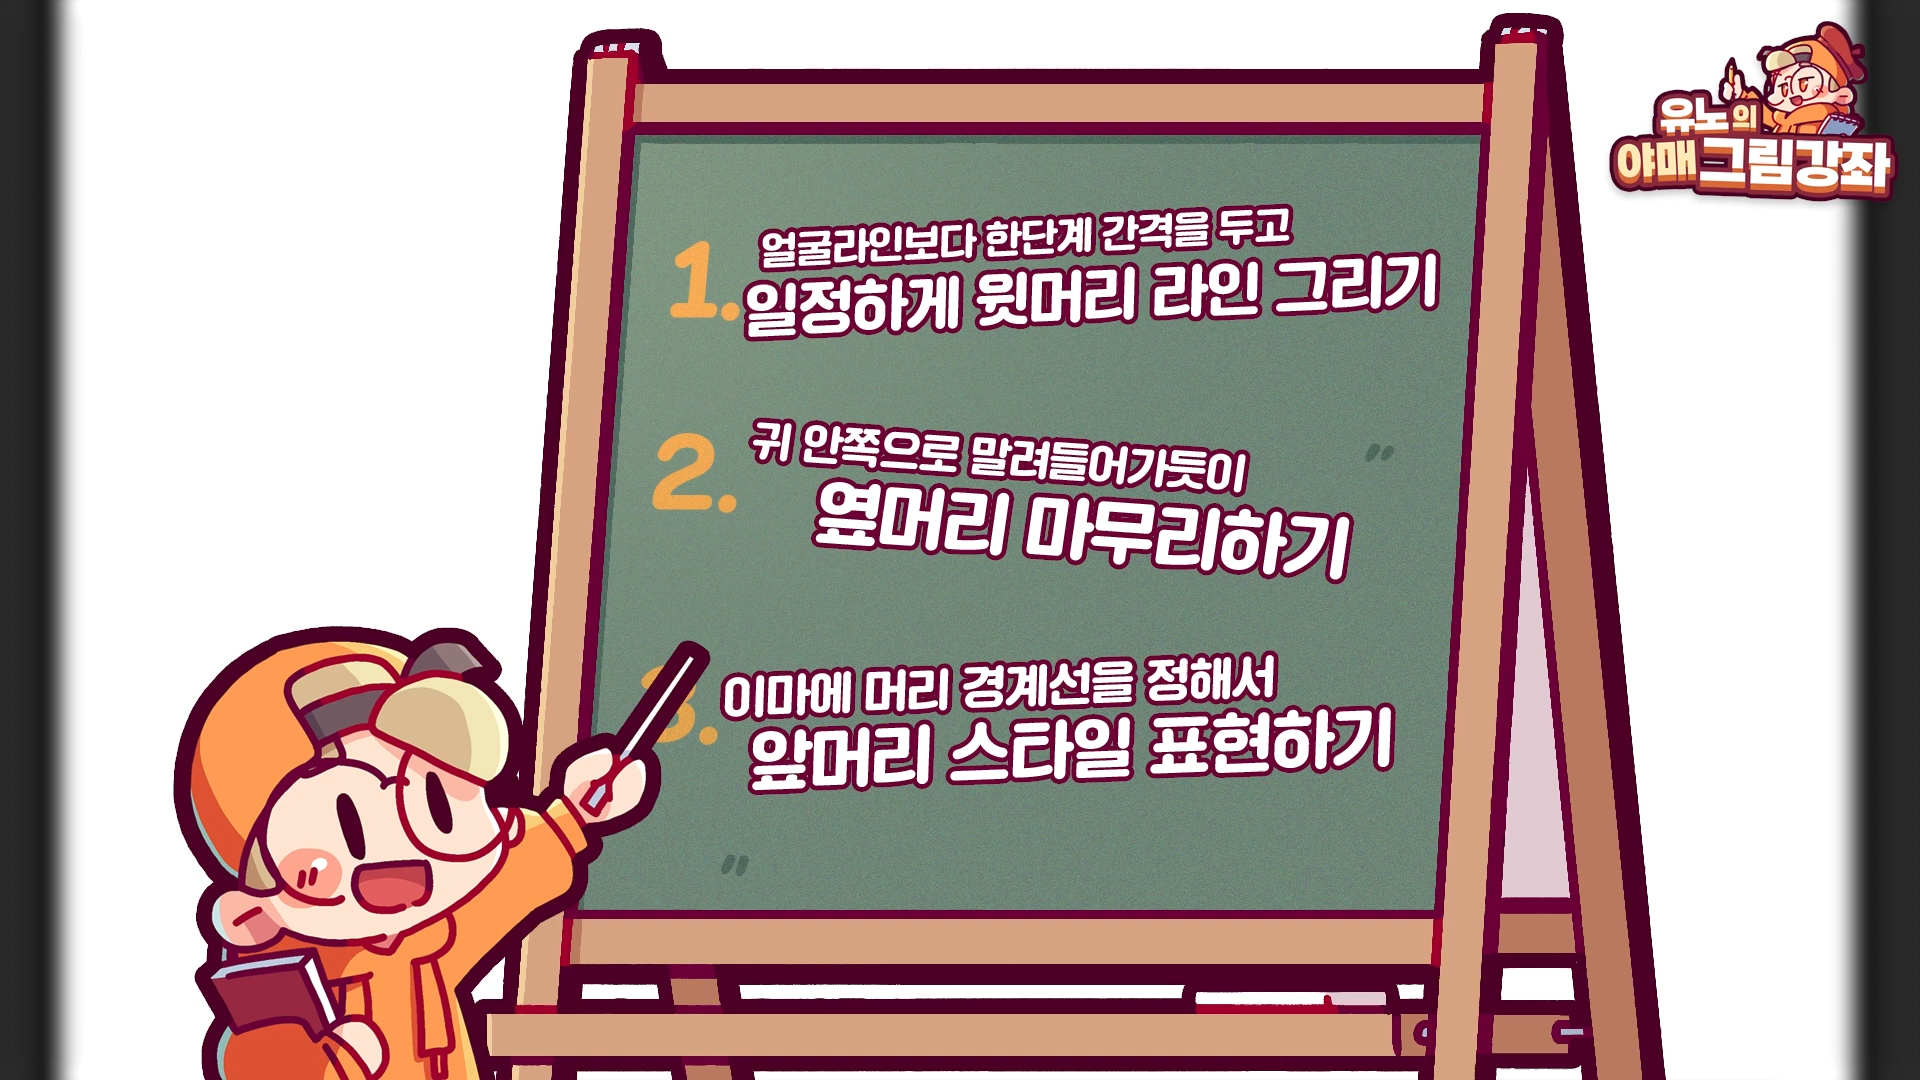 유노의
야매 그림강좌
1. 얼굴라인보다 한단계 간격을 두고
일정하게 윗머리 라인 그리기
2. 귀 안쪽으로 말려들어가듯이
옆머리 마무리하기
3. 이마에 머리 경계선을 정해서
앞머리 스타일 표현하기